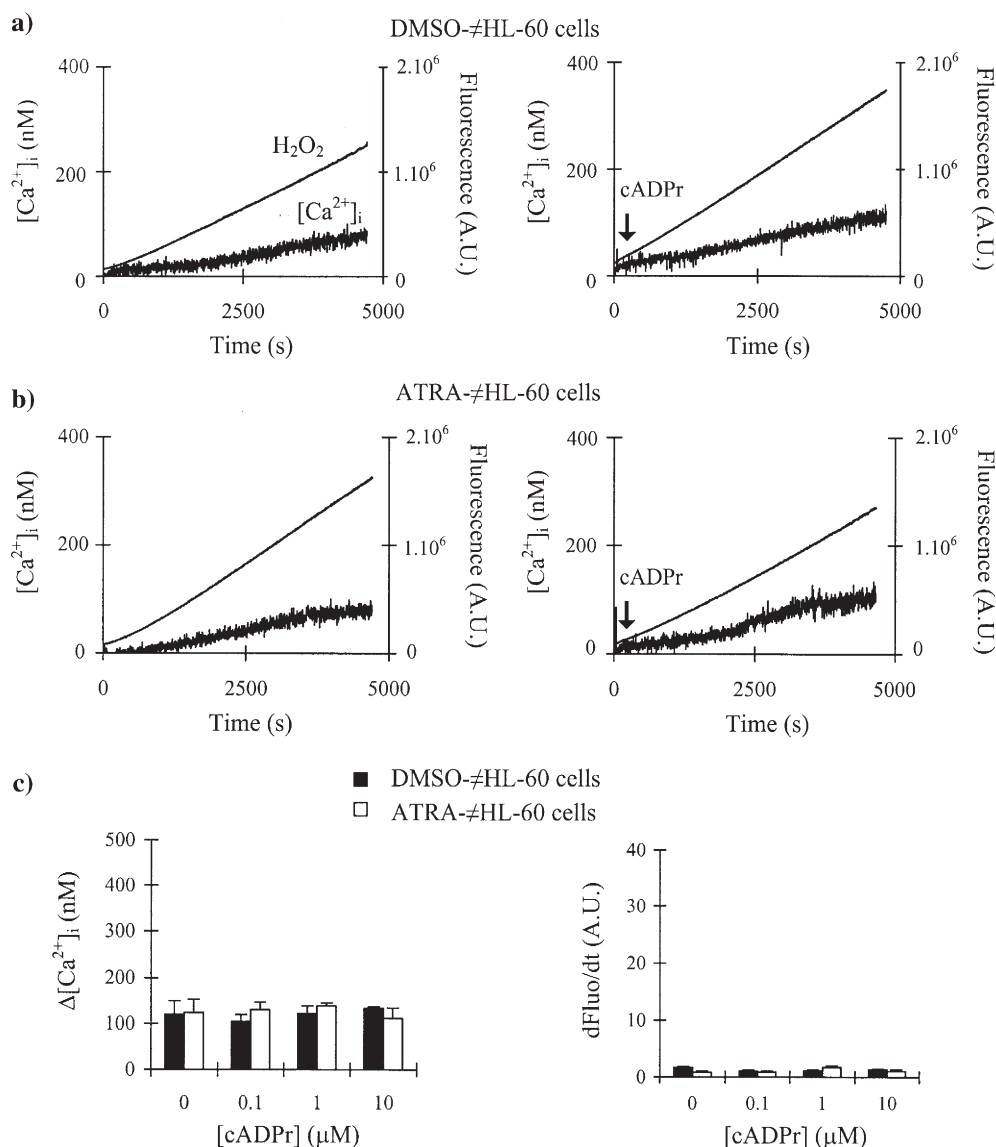 a)
DMSO-≠HL-60 cells
400
200
0
[Ca²⁺]ᵢ (nM)
H₂O₂
[Ca²⁺]ᵢ
2.10⁶
1.10⁶
0
Fluorescence (A.U.)
0 2500 5000
Time (s)
400
200
0
[Ca²⁺]ᵢ (nM)
cADPr
2.10⁶
1.10⁶
0
Fluorescence (A.U.)
0 2500 5000
Time (s)
b)
ATRA-≠HL-60 cells
400
200
0
[Ca²⁺]ᵢ (nM)
2.10⁶
1.10⁶
0
Fluorescence (A.U.)
0 2500 5000
Time (s)
400
200
0
[Ca²⁺]ᵢ (nM)
cADPr
2.10⁶
1.10⁶
0
Fluorescence (A.U.)
0 2500 5000
Time (s)
c)
DMSO-≠HL-60 cells
ATRA-≠HL-60 cells
500
400
300
200
100
0
Δ[Ca²⁺]ᵢ (nM)
0 0.1 1 10
[cADPr] (μM)
40
30
20
10
0
dFluo/dt (A.U.)
0 0.1 1 10
[cADPr] (μM)